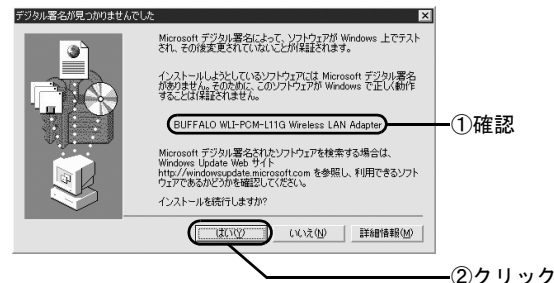 デジタル署名が見つかりませんでした
Microsoft デジタル署名によって、ソフトウェアが Windows 上でテスト
され、その後変更されていないことが保証されます。
インストールしようとしているソフトウェアには Microsoft デジタル署名
がありません。そのために、このソフトウェアが Windows で正しく動作
することは保証されません。
BUFFALO WLI-PCM-L11G Wireless LAN Adapter
①確認
Microsoft デジタル署名されたソフトウェアを検索する場合は、
Windows Update Web サイト
http://windowsupdate.microsoft.com を参照し、利用できるソフト
ウェアであるかどうかを確認してください。
インストールを続行しますか?
はい(Y) いいえ(N) 詳細情報(M)
②クリック